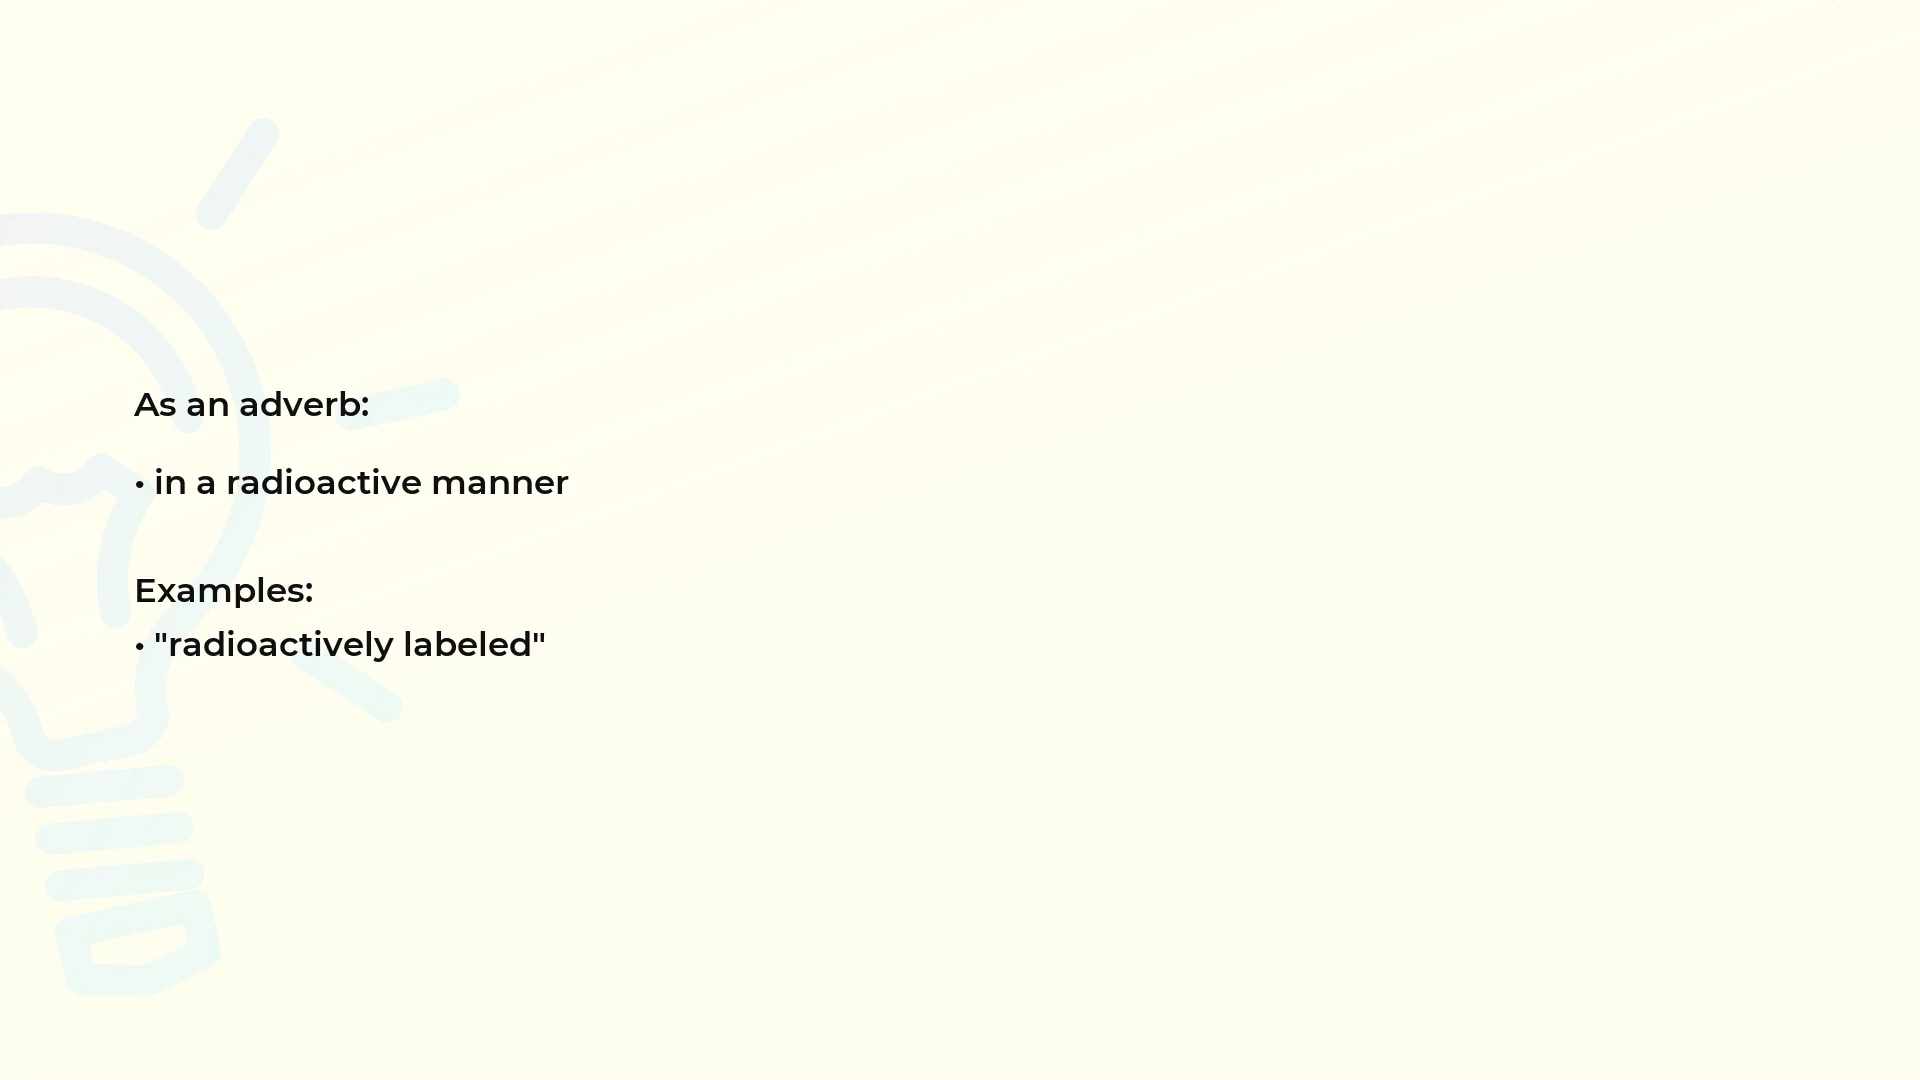 As an adverb:
• in a radioactive manner
Examples:
• "radioactively labeled"